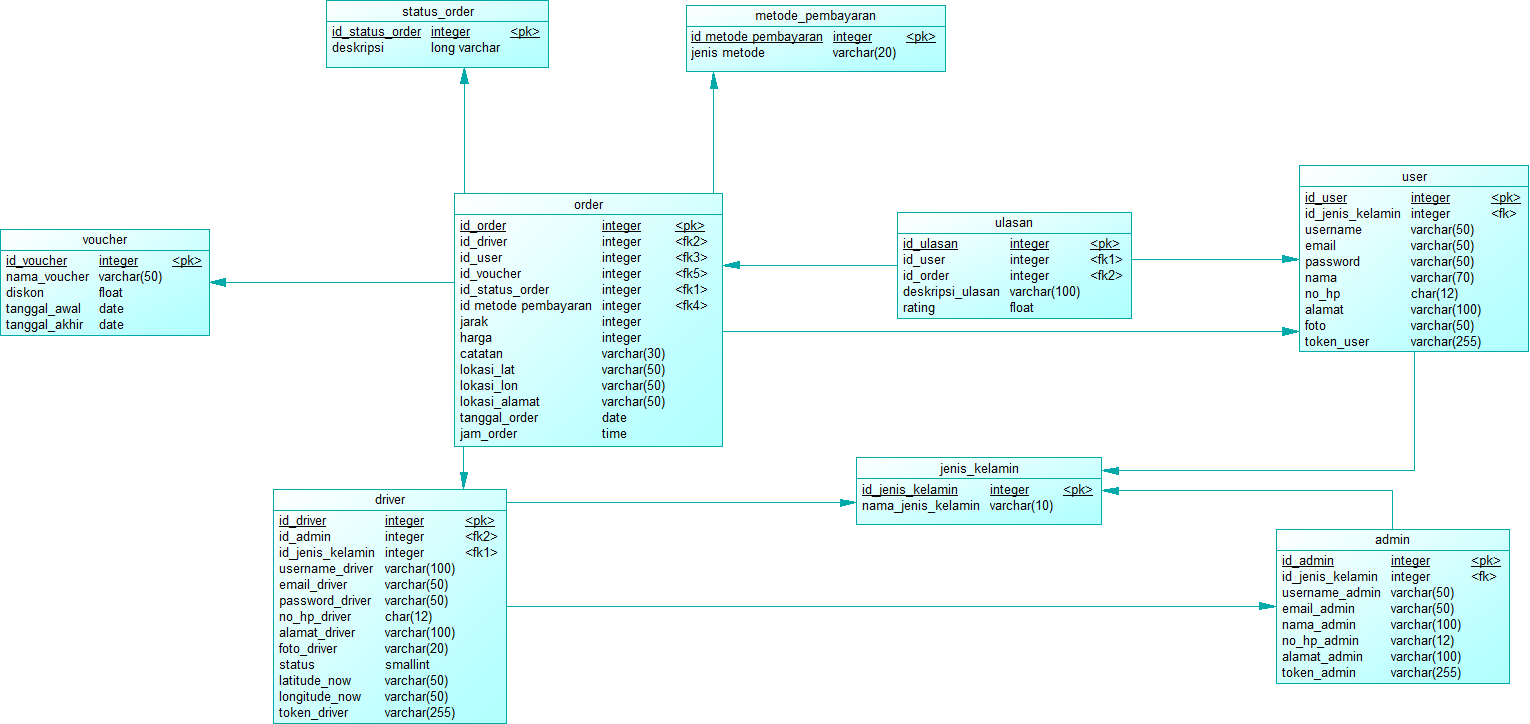 status_order
id_status_order integer <pk>
deskripsi long varchar
metode_pembayaran
id metode pembayaran integer <pk>
jenis metode varchar(20)
voucher
id_voucher integer <pk>
nama_voucher varchar(50)
diskon float
tanggal_awal date
tanggal_akhir date
order
id_order integer <pk>
id_driver integer <fk2>
id_user integer <fk3>
id_voucher integer <fk5>
id_status_order integer <fk1>
id metode pembayaran integer <fk4>
jarak integer
harga integer
catatan varchar(30)
lokasi_lat varchar(50)
lokasi_lon varchar(50)
lokasi_alamat varchar(50)
tanggal_order date
jam_order time
ulasan
id_ulasan integer <pk>
id_user integer <fk1>
id_order integer <fk2>
deskripsi_ulasan varchar(100)
rating float
user
id_user integer <pk>
id_jenis_kelamin integer <fk>
username varchar(50)
email varchar(50)
password varchar(50)
nama varchar(70)
no_hp char(12)
alamat varchar(100)
foto varchar(50)
token_user varchar(255)
driver
id_driver integer <pk>
id_admin integer <fk2>
id_jenis_kelamin integer <fk1>
username_driver varchar(100)
email_driver varchar(50)
password_driver varchar(50)
no_hp_driver char(12)
alamat_driver varchar(100)
foto_driver varchar(20)
status smallint
latitude_now varchar(50)
longitude_now varchar(50)
token_driver varchar(255)
jenis_kelamin
id_jenis_kelamin integer <pk>
nama_jenis_kelamin varchar(10)
admin
id_admin integer <pk>
id_jenis_kelamin integer <fk>
username_admin varchar(50)
email_admin varchar(50)
nama_admin varchar(100)
no_hp_admin varchar(12)
alamat_admin varchar(100)
token_admin varchar(255)